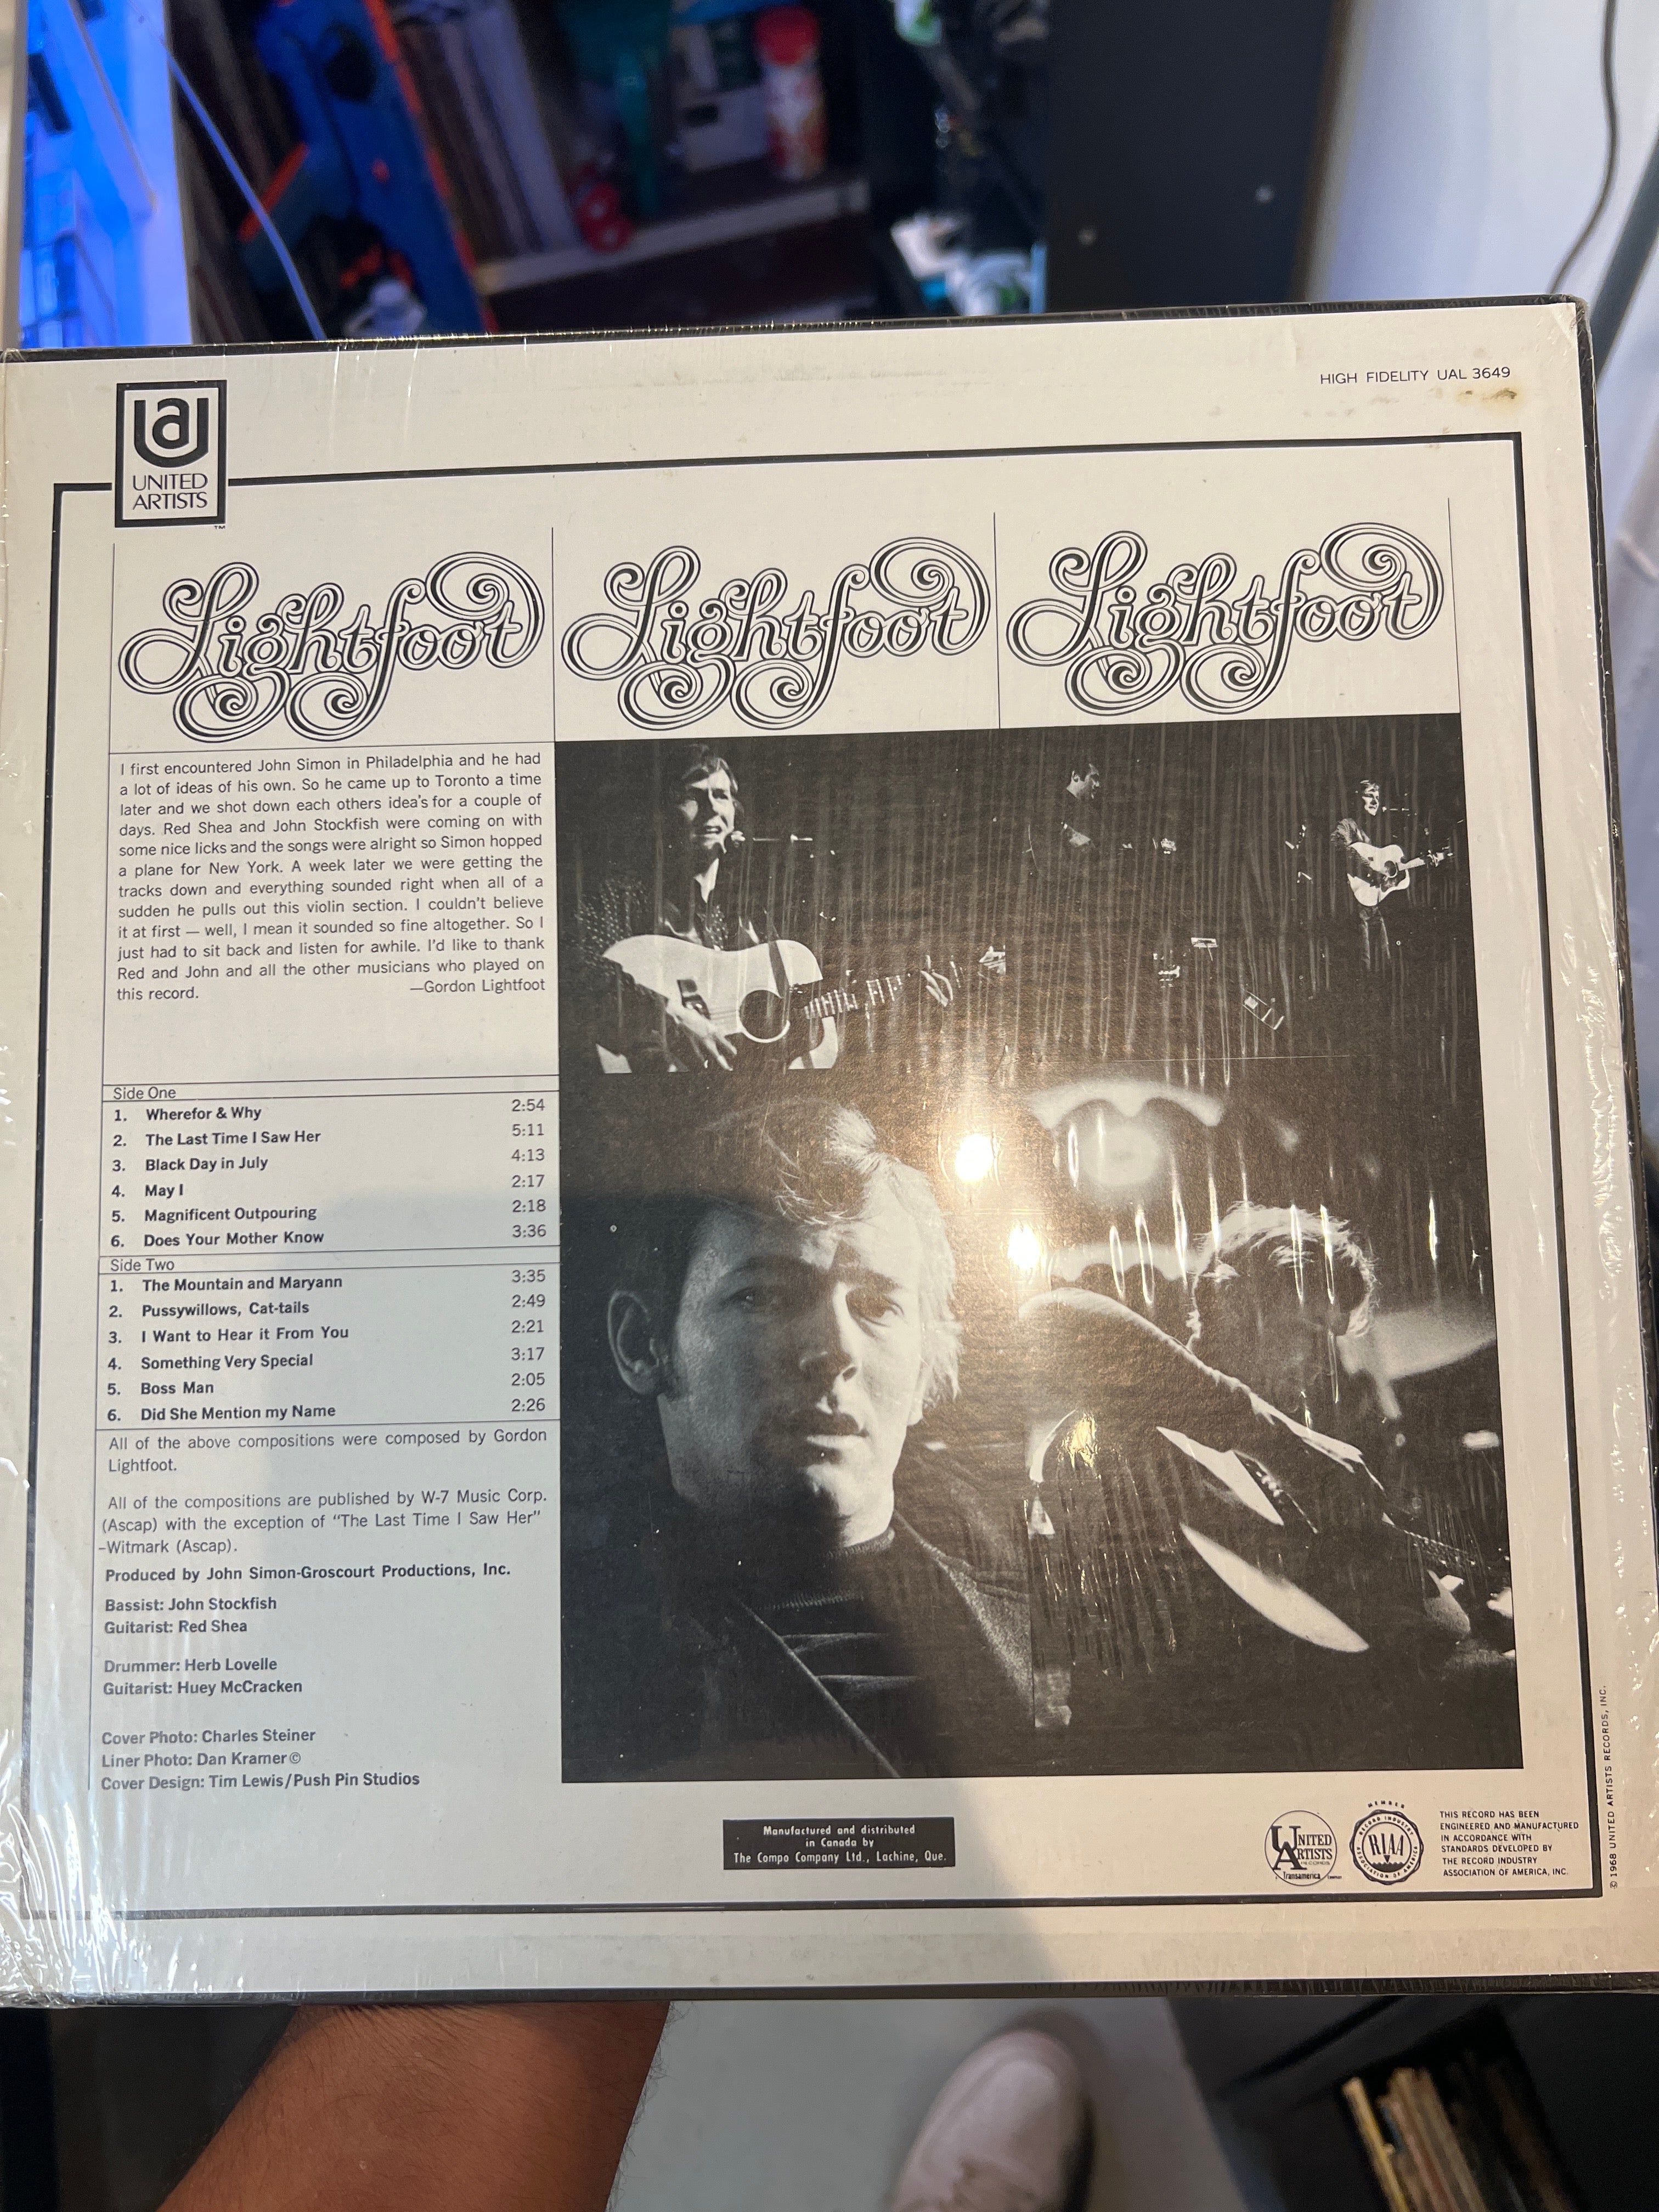 HIGH FIDELITY UAL 3649
ua
UNITED
ARTISTS
TM
Lightfoot Lightfoot Lightfoot
I first encountered John Simon in Philadelphia and he had
a lot of ideas of his own. So he came up to Toronto a time
later and we shot down each others idea's for a couple of
days. Red Shea and John Stockfish were coming on with
some nice licks and the songs were alright so Simon hopped
a plane for New York. A week later we were getting the
tracks down and everything sounded right when all of a
sudden he pulls out this violin section. I couldn't believe
it at first — well, I mean it sounded so fine altogether. So I
just had to sit back and listen for awhile. I'd like to thank
Red and John and all the other musicians who played on
this record. —Gordon Lightfoot
Side One
1. Wherefor & Why 2:54
2. The Last Time I Saw Her 5:11
3. Black Day in July 4:13
4. May I 2:17
5. Magnificent Outpouring 2:18
6. Does Your Mother Know 3:36
Side Two
1. The Mountain and Maryann 3:35
2. Pussywillows, Cat-tails 2:49
3. I Want to Hear it From You 2:21
4. Something Very Special 3:17
5. Boss Man 2:05
6. Did She Mention my Name 2:26
All of the above compositions were composed by Gordon
Lightfoot.
All of the compositions are published by W-7 Music Corp.
(Ascap) with the exception of "The Last Time I Saw Her"
-Witmark (Ascap).
Produced by John Simon-Groscourt Productions, Inc.
Bassist: John Stockfish
Guitarist: Red Shea
Drummer: Herb Lovelle
Guitarist: Huey McCracken
Cover Photo: Charles Steiner
Liner Photo: Dan Kramer©
Cover Design: Tim Lewis/Push Pin Studios
Manufactured and distributed
in Canada by
The Compo Company Ltd., Lachine, Que.
UNITED
ARTISTS
RECORDS
Transamerica
COMPANY
MEMBER
RECORD INDUSTRY ASSOCIATION OF AMERICA
RIAA
THIS RECORD HAS BEEN
ENGINEERED AND MANUFACTURED
IN ACCORDANCE WITH
STANDARDS DEVELOPED BY
THE RECORD INDUSTRY
ASSOCIATION OF AMERICA, INC.
© 1968 UNITED ARTISTS RECORDS, INC.